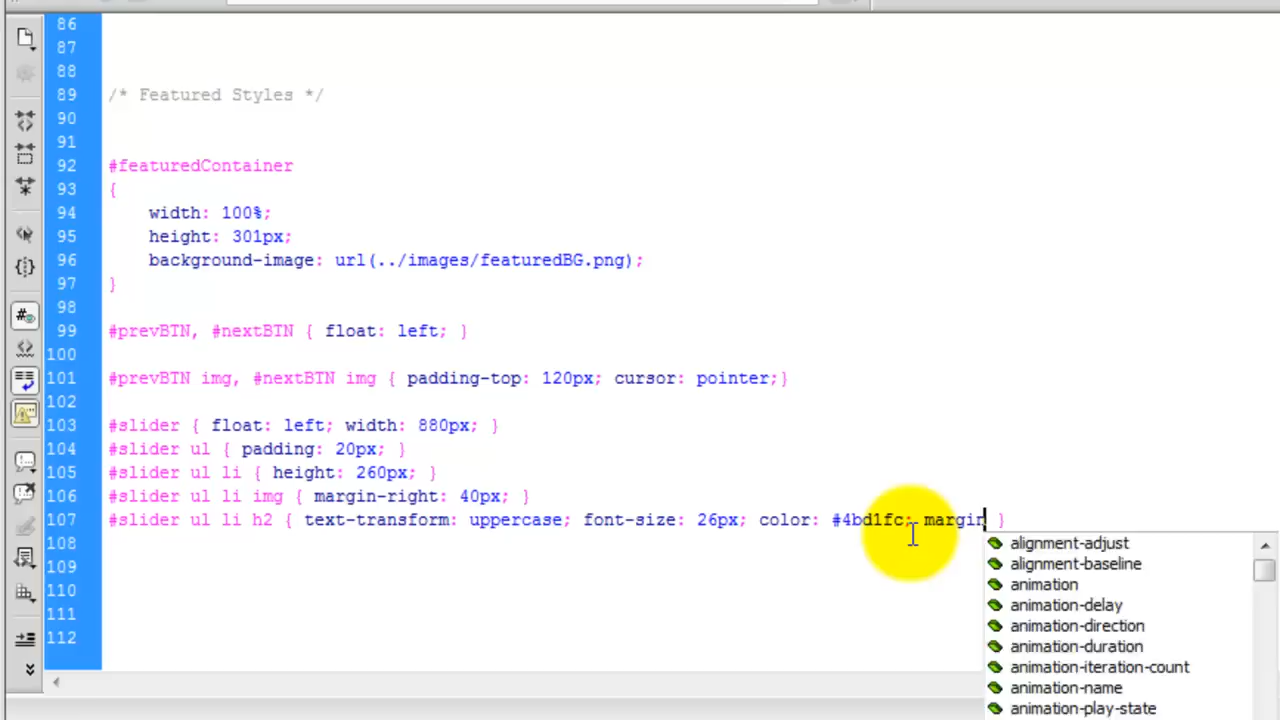 86
87
88
89 /* Featured Styles */
90
91
92 #featuredContainer
93 {
94 width: 100%;
95 height: 301px;
96 background-image: url(../images/featuredBG.png);
97 }
98
99 #prevBTN, #nextBTN { float: left; }
100
101 #prevBTN img, #nextBTN img { padding-top: 120px; cursor: pointer;}
102
103 #slider { float: left; width: 880px; }
104 #slider ul { padding: 20px; }
105 #slider ul li { height: 260px; }
106 #slider ul li img { margin-right: 40px; }
107 #slider ul li h2 { text-transform: uppercase; font-size: 26px; color: #4bd1fc; margin }
108
109
110
111
112
alignment-adjust
alignment-baseline
animation
animation-delay
animation-direction
animation-duration
animation-iteration-count
animation-name
animation-play-state